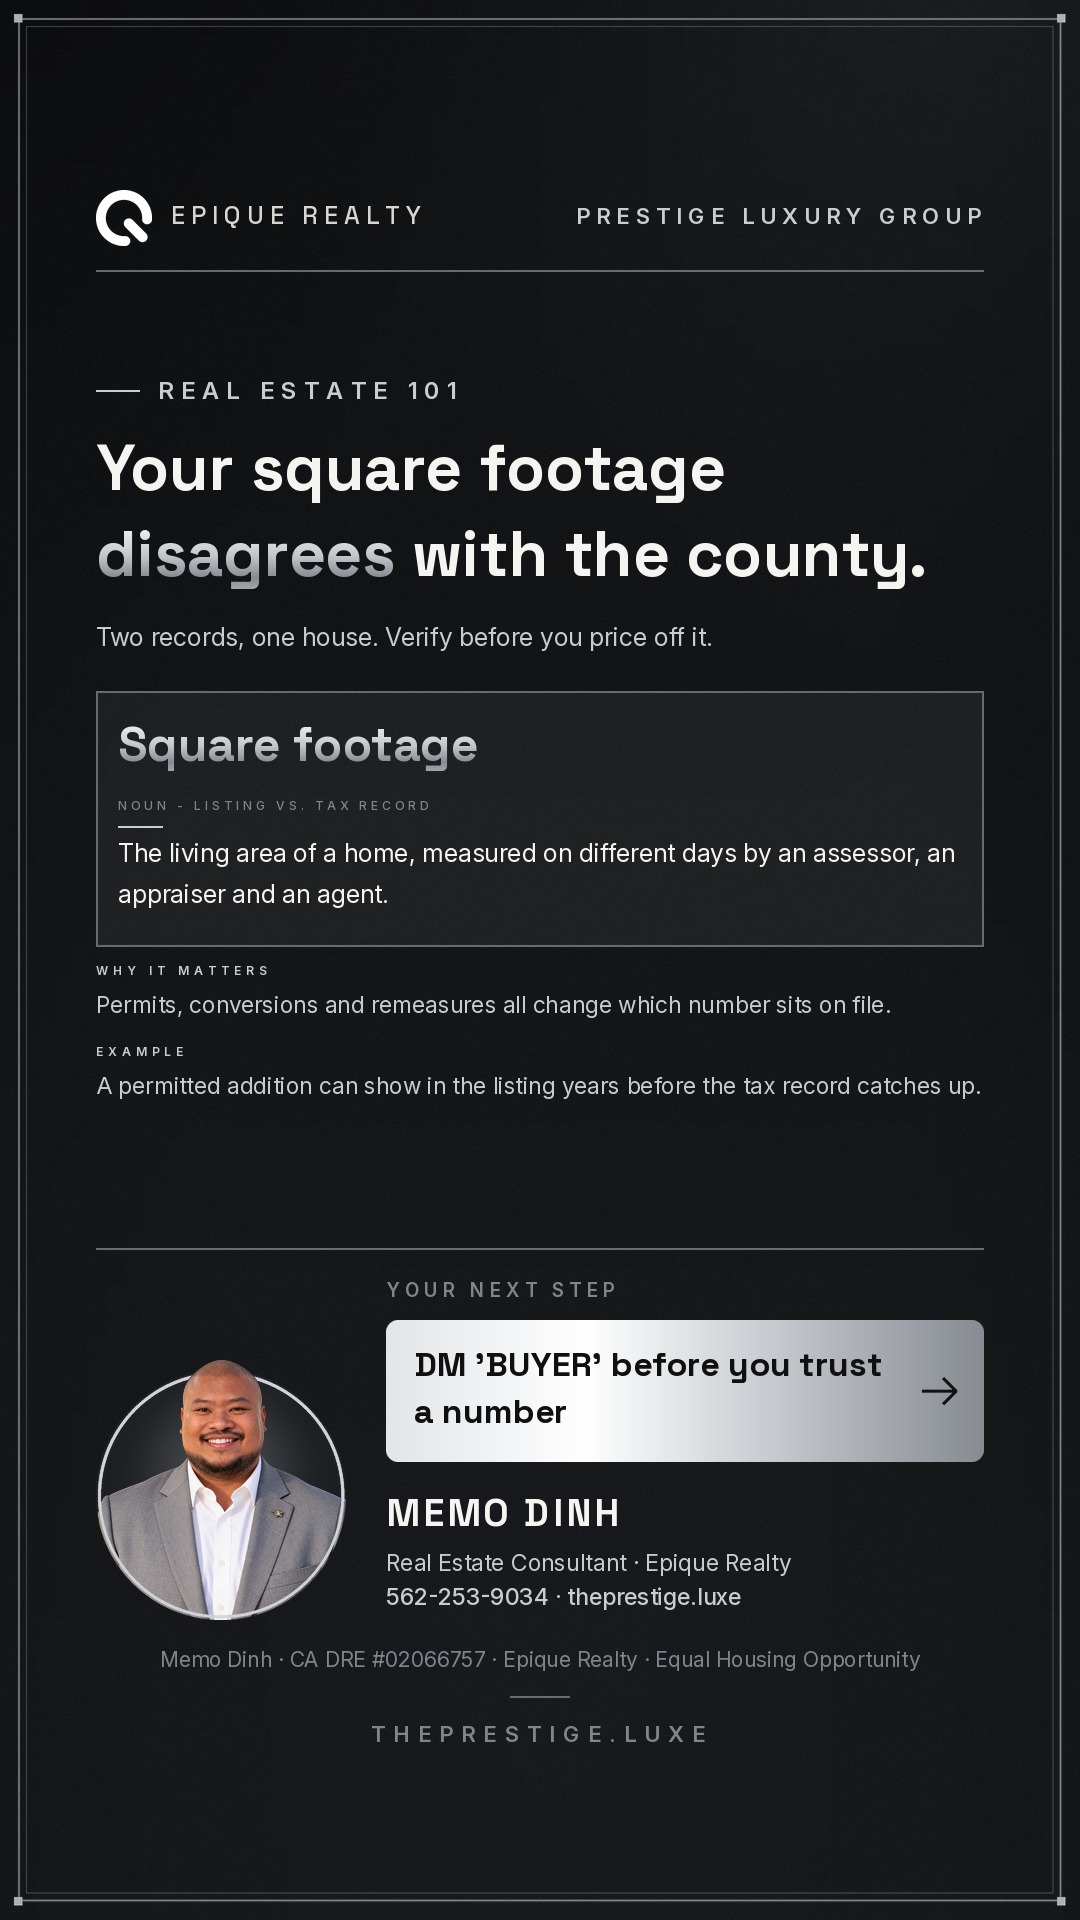 EPIQUE REALTY
PRESTIGE LUXURY GROUP
REAL ESTATE 101
Your square footage
disagrees with the county.
Two records, one house. Verify before you price off it.
Square footage
NOUN - LISTING VS. TAX RECORD
The living area of a home, measured on different days by an assessor, an
appraiser and an agent.
WHY IT MATTERS
Permits, conversions and remeasures all change which number sits on file.
EXAMPLE
A permitted addition can show in the listing years before the tax record catches up.
YOUR NEXT STEP
DM ’BUYER’ before you trust
a number
MEMO DINH
Real Estate Consultant · Epique Realty
562-253-9034 · theprestige.luxe
Memo Dinh · CA DRE #02066757 · Epique Realty · Equal Housing Opportunity
THEPRESTIGE.LUXE